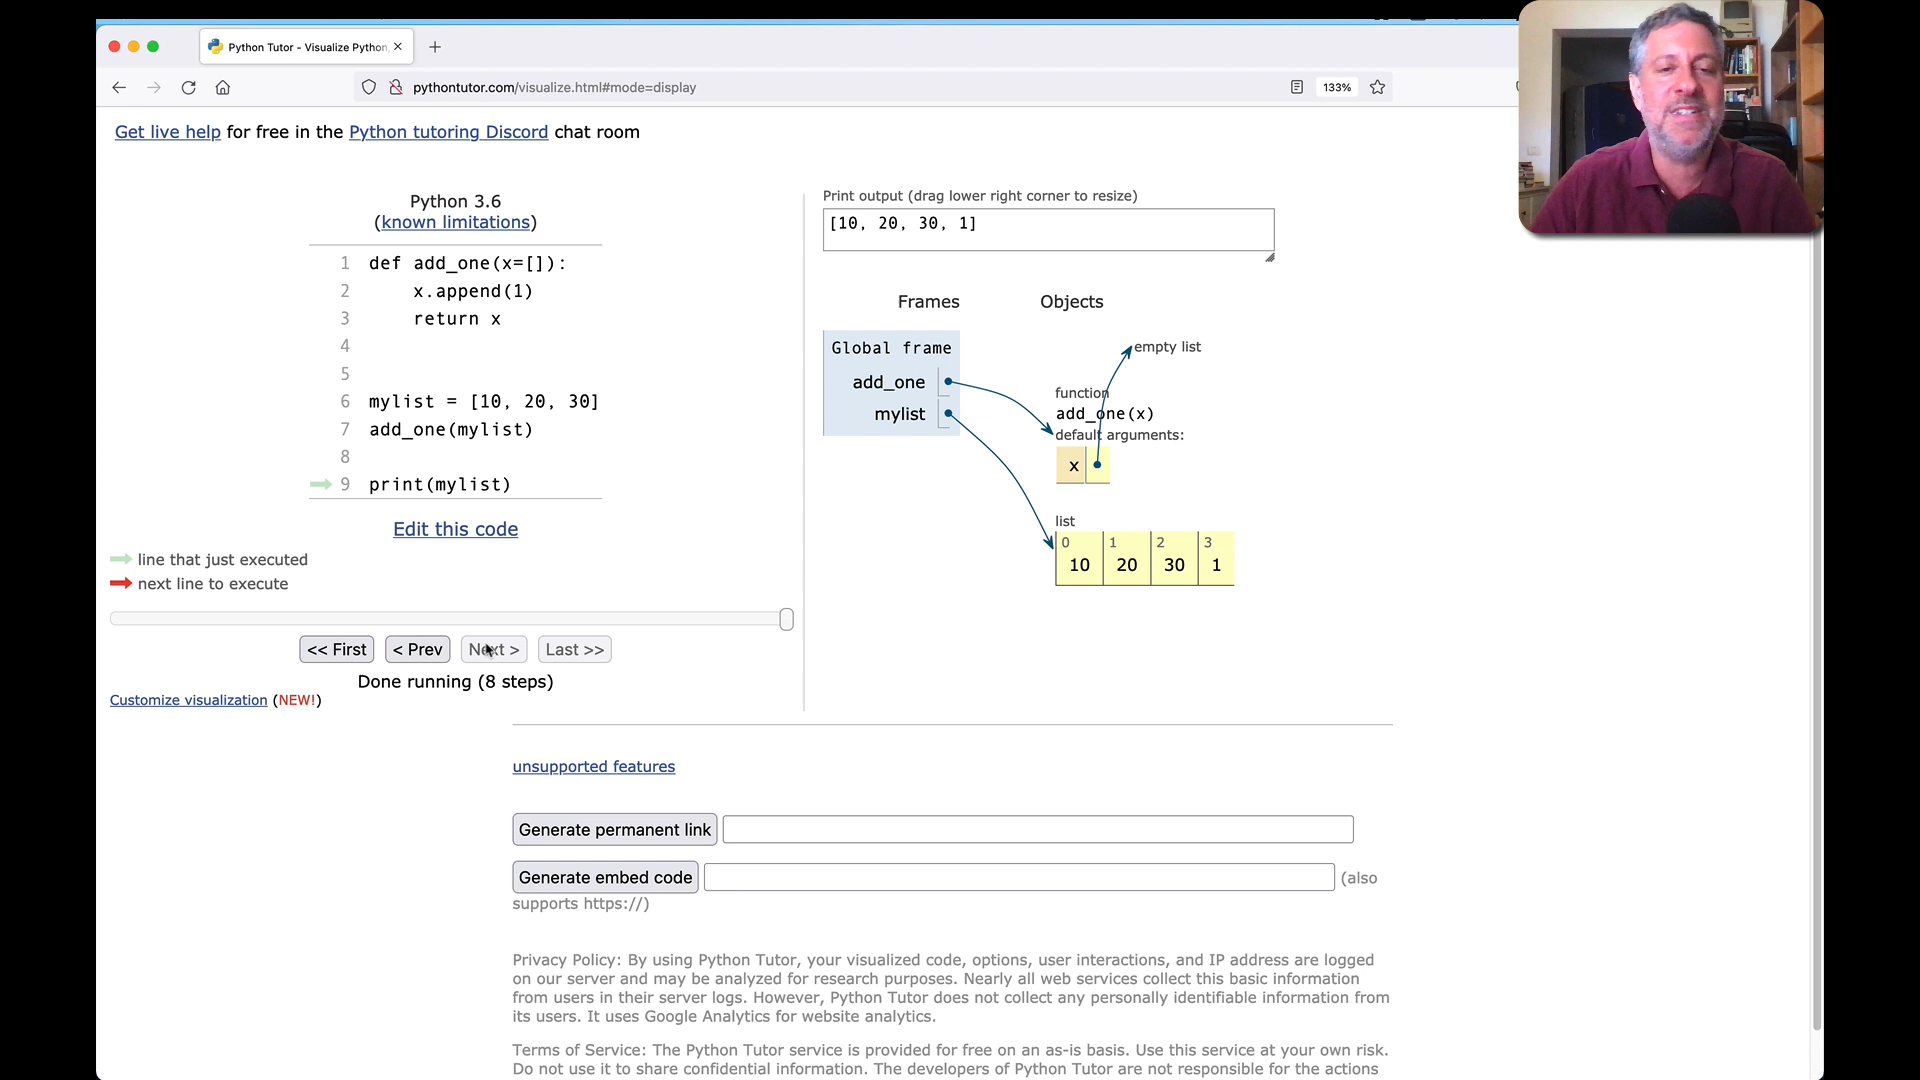 Python Tutor - Visualize Python
pythontutor.com/visualize.html#mode=display
133%
Get live help for free in the Python tutoring Discord chat room
Python 3.6
(known limitations)
1 def add_one(x=[]):
2 x.append(1)
3 return x
4
5
6 mylist = [10, 20, 30]
7 add_one(mylist)
8
9 print(mylist)
Edit this code
line that just executed
next line to execute
<< First
< Prev
Next >
Last >>
Done running (8 steps)
Customize visualization (NEW!)
Print output (drag lower right corner to resize)
[10, 20, 30, 1]
Frames
Objects
Global frame
add_one
mylist
empty list
function
add_one(x)
default arguments:
x
list
0 1 2 3
10 20 30 1
unsupported features
Generate permanent link
Generate embed code (also
supports https://)
Privacy Policy: By using Python Tutor, your visualized code, options, user interactions, and IP address are logged
on our server and may be analyzed for research purposes. Nearly all web services collect this basic information
from users in their server logs. However, Python Tutor does not collect any personally identifiable information from
its users. It uses Google Analytics for website analytics.
Terms of Service: The Python Tutor service is provided for free on an as-is basis. Use this service at your own risk.
Do not use it to share confidential information. The developers of Python Tutor are not responsible for the actions